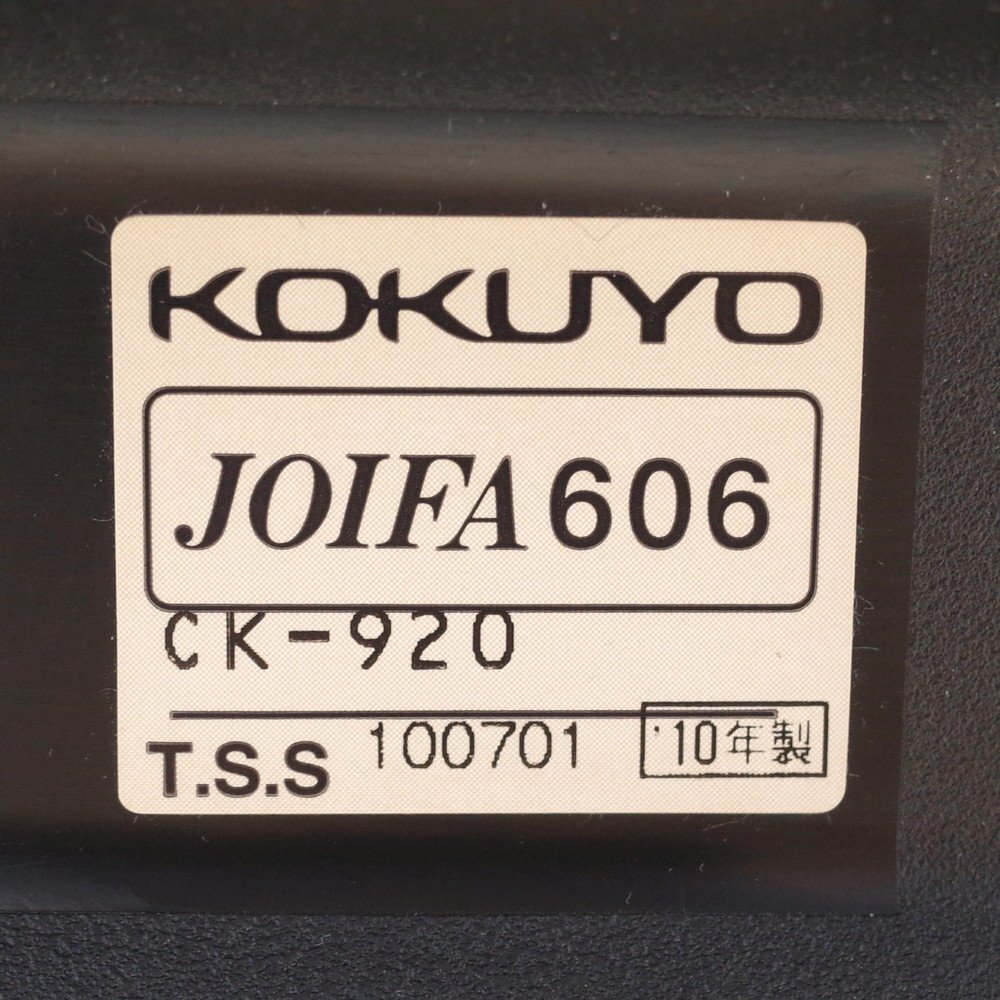 KOKUYO
JOIFA 606
CK-920
T.S.S 100701 '10年製